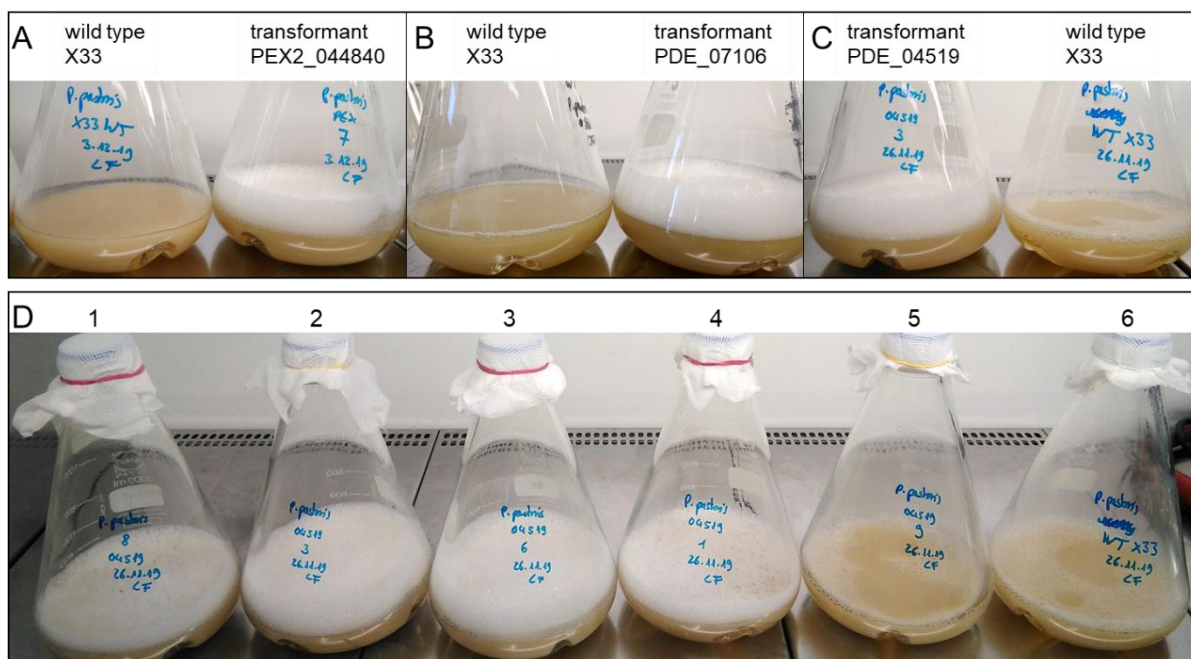 A
wild type
X33
transformant
PEX2_044840
B
wild type
X33
transformant
PDE_07106
C
transformant
PDE_04519
wild type
X33
P. pastoris
X33 WT
3.12.19
CF
P. pastoris
PEX
7
3.12.19
CF
P. pastoris
04519
3
26.11.19
CF
P. pastoris
WT X33
26.11.19
CF
D
1
2
3
4
5
6
P. pastoris
8
04519
26.11.19
CF
P. pastoris
04519
3
26.11.19
CF
P. pastoris
04519
6
26.11.19
CF
P. pastoris
04519
1
26.11.19
CF
P. pastoris
04519
9
26.11.19
CF
P. pastoris
WT X33
26.11.19
CF